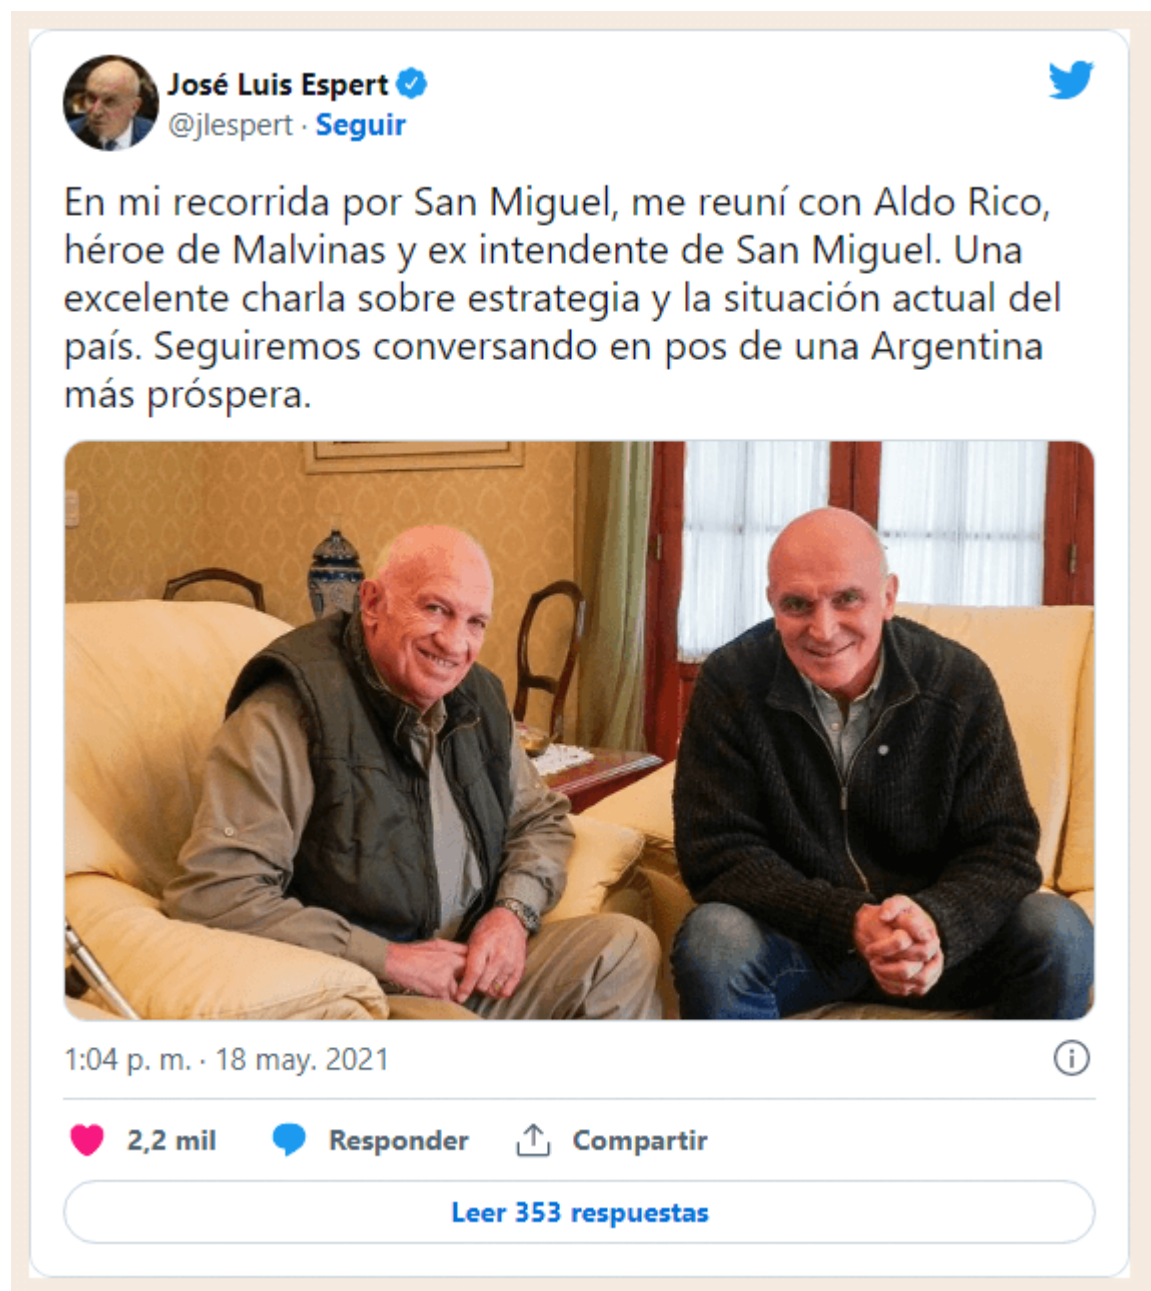 José Luis Espert
@jlespert · Seguir
En mi recorrida por San Miguel, me reuní con Aldo Rico,
héroe de Malvinas y ex intendente de San Miguel. Una
excelente charla sobre estrategia y la situación actual del
país. Seguiremos conversando en pos de una Argentina
más próspera.
1:04 p. m. · 18 may. 2021
2,2 mil Responder Compartir
Leer 353 respuestas